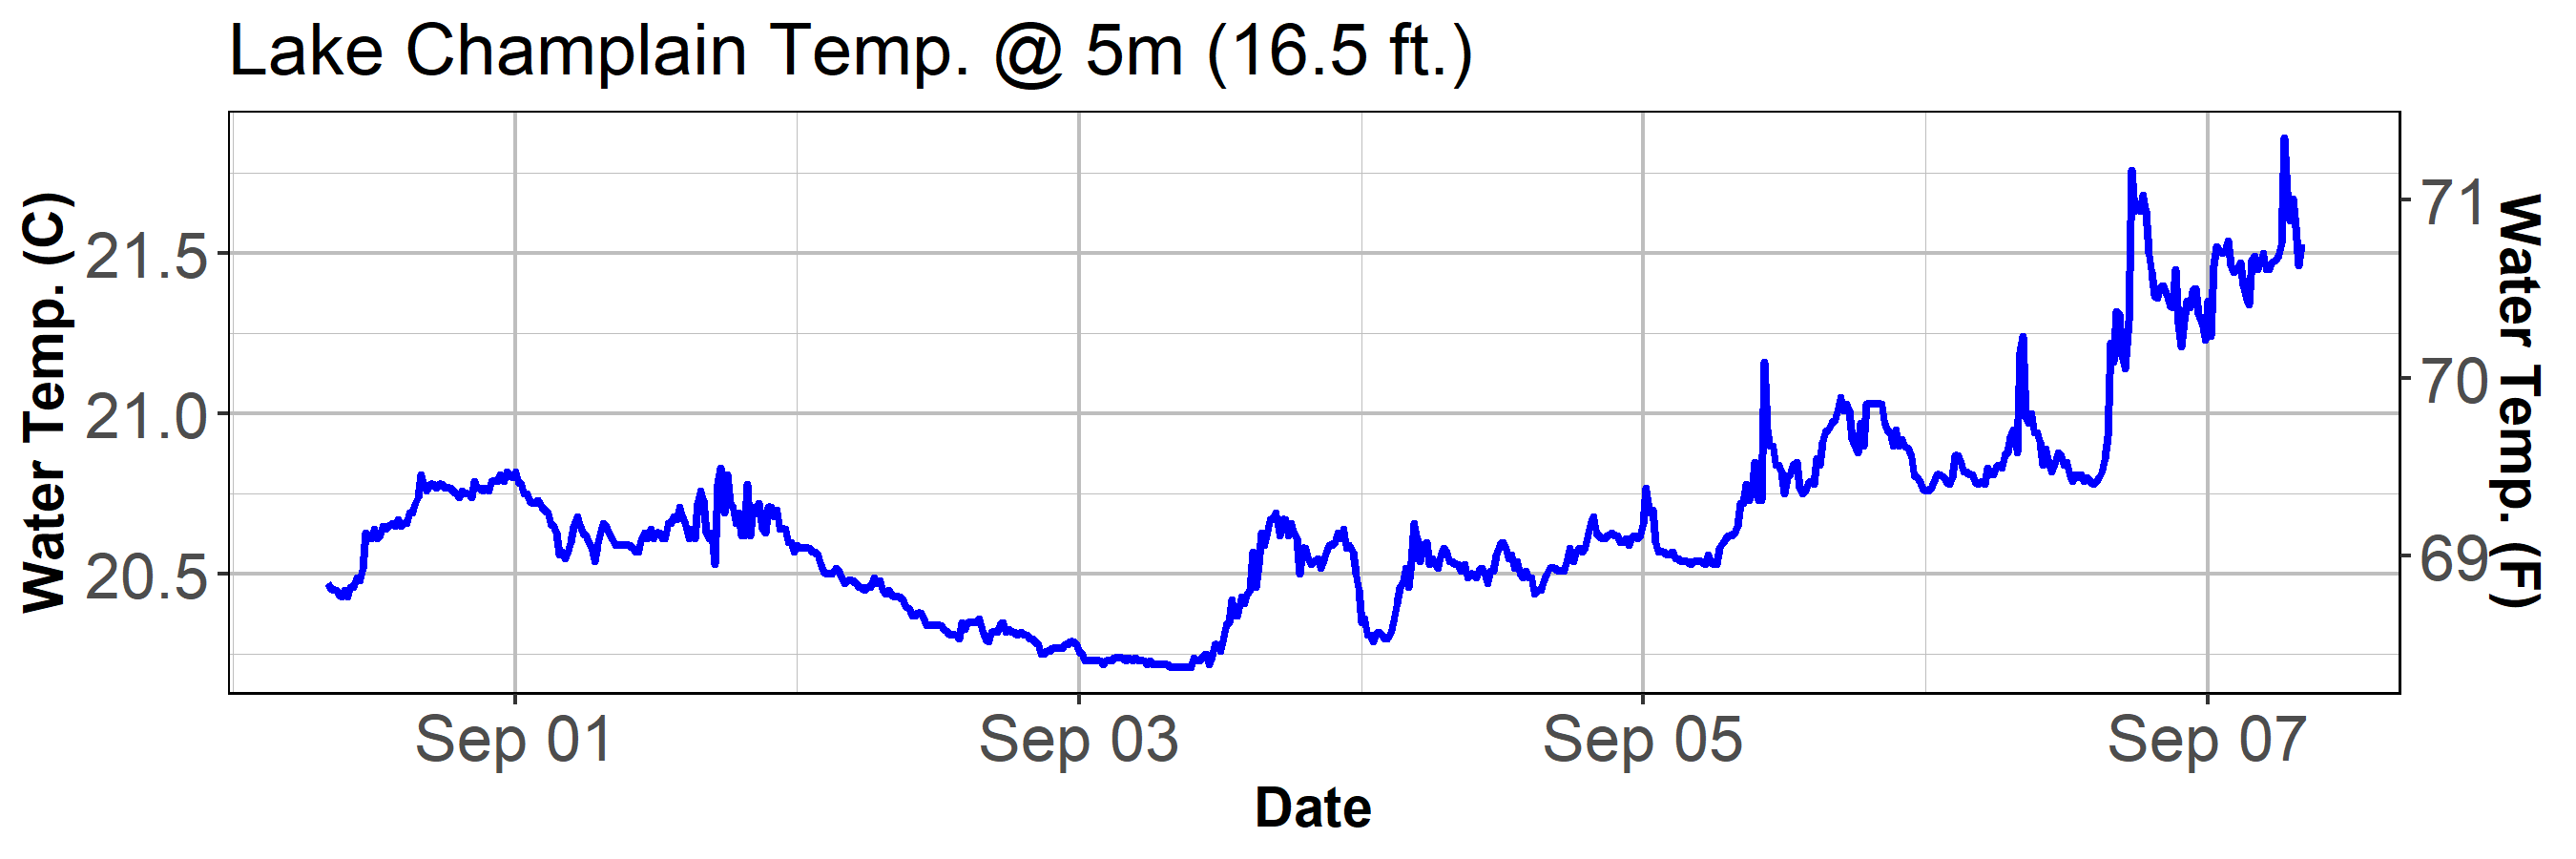 Lake Champlain Temp. @ 5m (16.5 ft.)
Water Temp. (C)
21.5
21.0
20.5
71
70
69
Water Temp. (F)
Sep 01
Sep 03
Sep 05
Sep 07
Date